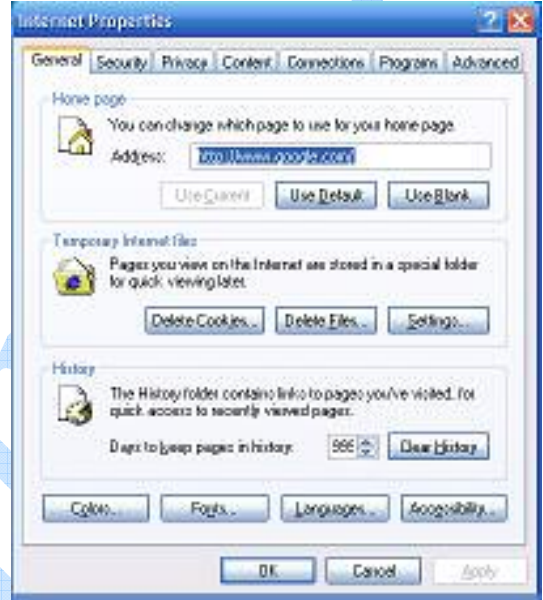 Internet Properties
General Security Privacy Content Connections Programs Advanced
Home page
You can change which page to use for your home page.
Address: http://www.google.com/
Use Current Use Default Use Blank
Temporary Internet files
Pages you view on the Internet are stored in a special folder
for quick viewing later.
Delete Cookies... Delete Files... Settings...
History
The History folder contains links to pages you've visited, for
quick access to recently viewed pages.
Days to keep pages in history: Clear History
Colors... Fonts... Languages... Accessibility...
OK Cancel Apply